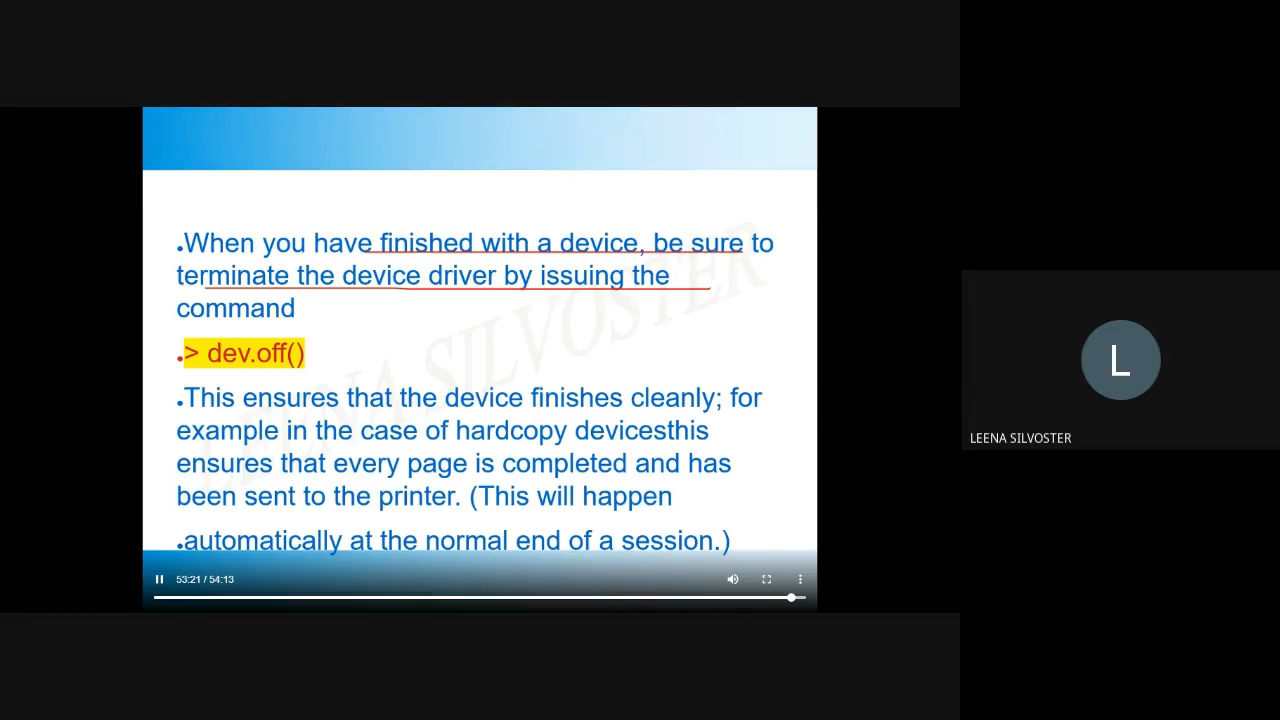 •When you have finished with a device, be sure to
terminate the device driver by issuing the
command
•> dev.off()
•This ensures that the device finishes cleanly; for
example in the case of hardcopy devicesthis
ensures that every page is completed and has
been sent to the printer. (This will happen
•automatically at the normal end of a session.)
LEENA SILVOSTER
53:21 / 54:13
L
LEENA SILVOSTER